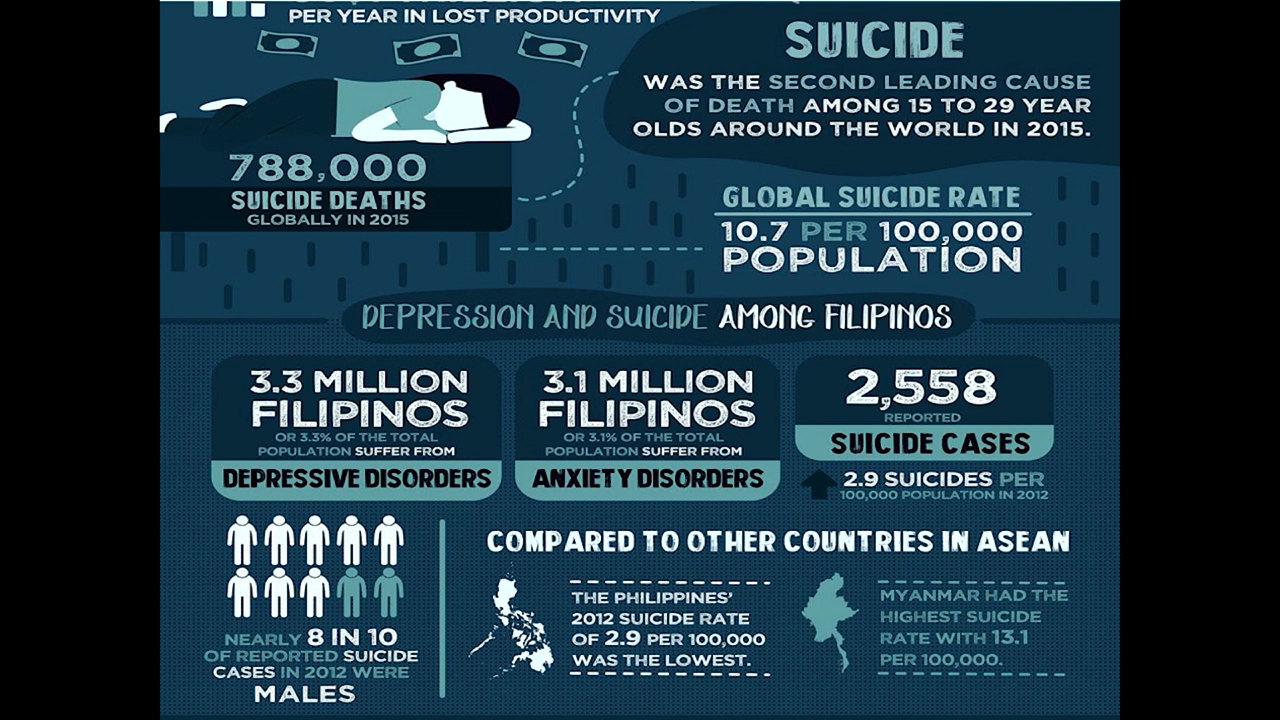 PER YEAR IN LOST PRODUCTIVITY
SUICIDE
WAS THE SECOND LEADING CAUSE
OF DEATH AMONG 15 TO 29 YEAR
OLDS AROUND THE WORLD IN 2015.
788,000
SUICIDE DEATHS
GLOBALLY IN 2015
GLOBAL SUICIDE RATE
10.7 PER 100,000
POPULATION
DEPRESSION AND SUICIDE AMONG FILIPINOS
3.3 MILLION
FILIPINOS
OR 3.3% OF THE TOTAL
POPULATION SUFFER FROM
DEPRESSIVE DISORDERS
3.1 MILLION
FILIPINOS
OR 3.1% OF THE TOTAL
POPULATION SUFFER FROM
ANXIETY DISORDERS
2,558
REPORTED
SUICIDE CASES
2.9 SUICIDES PER
100,000 POPULATION IN 2012
NEARLY 8 IN 10
OF REPORTED SUICIDE
CASES IN 2012 WERE
MALES
COMPARED TO OTHER COUNTRIES IN ASEAN
THE PHILIPPINES'
2012 SUICIDE RATE
OF 2.9 PER 100,000
WAS THE LOWEST.
MYANMAR HAD THE
HIGHEST SUICIDE
RATE WITH 13.1
PER 100,000.